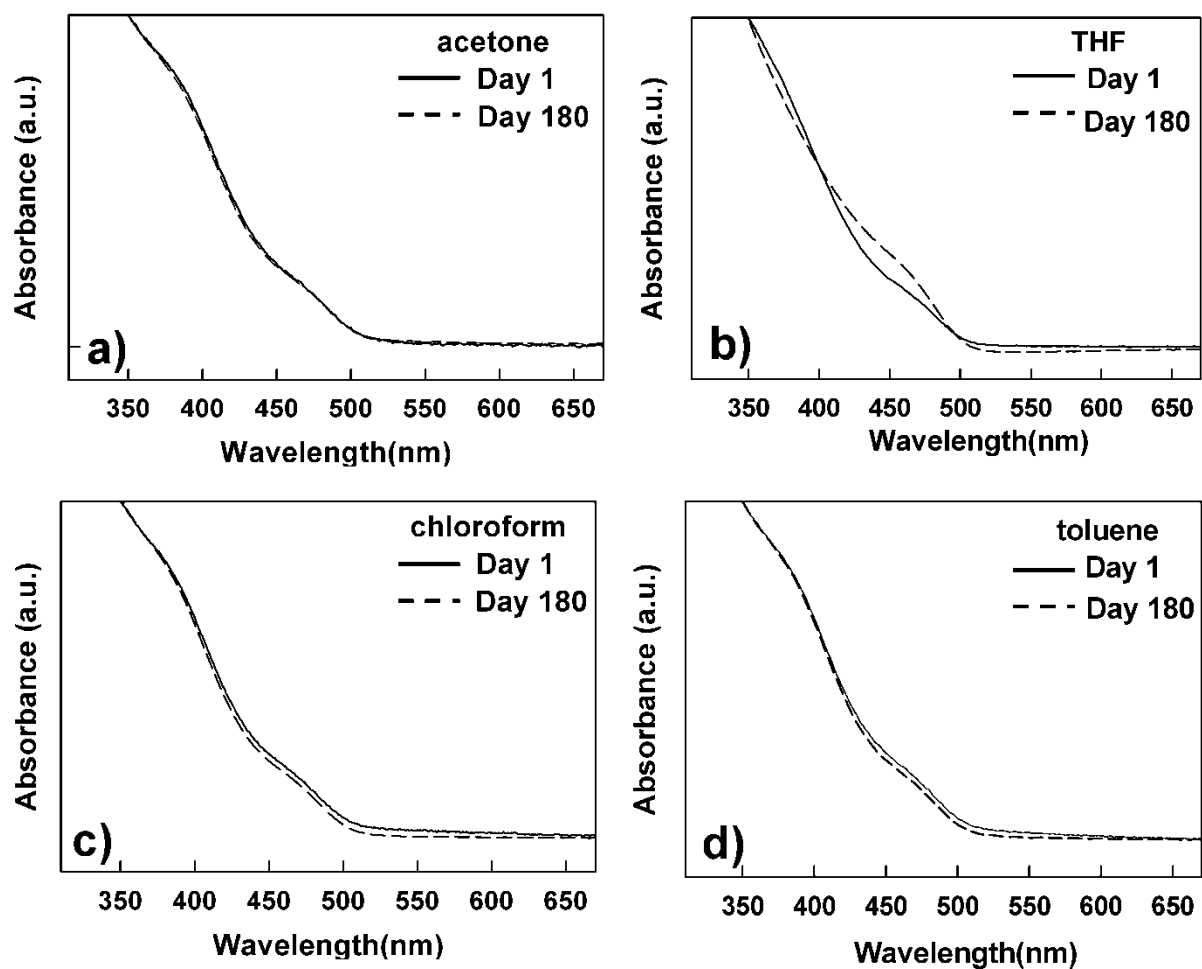 acetone
Day 1
Day 180
Absorbance (a.u.)
a)
350 400 450 500 550 600 650
Wavelength(nm)
THF
Day 1
Day 180
Absorbance (a.u.)
b)
350 400 450 500 550 600 650
Wavelength(nm)
chloroform
Day 1
Day 180
Absorbance (a.u.)
c)
350 400 450 500 550 600 650
Wavelength(nm)
toluene
Day 1
Day 180
Absorbance (a.u.)
d)
350 400 450 500 550 600 650
Wavelength(nm)